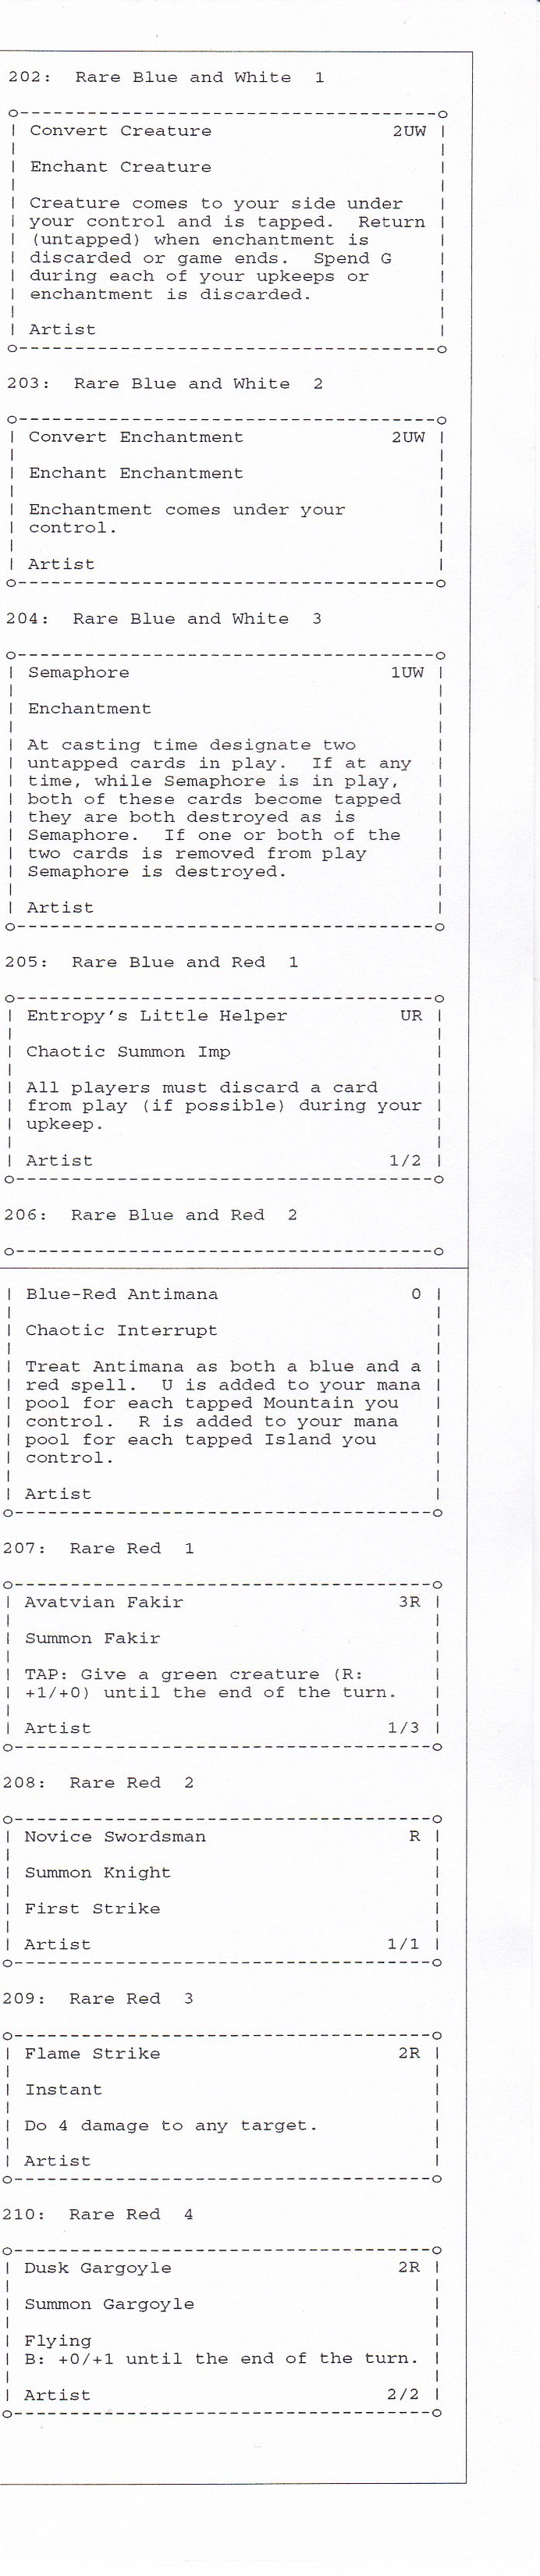 202:  Rare Blue and White  1
o-----------------------------------o
| Convert Creature                2UW |
| Enchant Creature                    |
| Creature comes to your side under   |
| your control and is tapped.  Return |
| (untapped) when enchantment is      |
| discarded or game ends.  Spend G    |
| during each of your upkeeps or      |
| enchantment is discarded.           |
| Artist                              |
o-----------------------------------o
203:  Rare Blue and White  2
o-----------------------------------o
| Convert Enchantment             2UW |
| Enchant Enchantment                 |
| Enchantment comes under your        |
| control.                            |
| Artist                              |
o-----------------------------------o
204:  Rare Blue and White  3
o-----------------------------------o
| Semaphore                       1UW |
| Enchantment                         |
| At casting time designate two       |
| untapped cards in play.  If at any  |
| time, while Semaphore is in play,   |
| both of these cards become tapped   |
| they are both destroyed as is       |
| Semaphore.  If one or both of the   |
| two cards is removed from play      |
| Semaphore is destroyed.             |
| Artist                              |
o-----------------------------------o
205:  Rare Blue and Red  1
o-----------------------------------o
| Entropy's Little Helper          UR |
| Chaotic Summon Imp                  |
| All players must discard a card     |
| from play (if possible) during your |
| upkeep.                             |
| Artist                          1/2 |
o-----------------------------------o
206:  Rare Blue and Red  2
o-----------------------------------o
| Blue-Red Antimana                 0 |
| Chaotic Interrupt                   |
| Treat Antimana as both a blue and a |
| red spell.  U is added to your mana |
| pool for each tapped Mountain you   |
| control.  R is added to your mana   |
| pool for each tapped Island you     |
| control.                            |
| Artist                              |
o-----------------------------------o
207:  Rare Red  1
o-----------------------------------o
| Avatvian Fakir                   3R |
| Summon Fakir                        |
| TAP: Give a green creature (R:      |
| +1/+0) until the end of the turn.   |
| Artist                          1/3 |
o-----------------------------------o
208:  Rare Red  2
o-----------------------------------o
| Novice Swordsman                  R |
| Summon Knight                       |
| First Strike                        |
| Artist                          1/1 |
o-----------------------------------o
209:  Rare Red  3
o-----------------------------------o
| Flame Strike                     2R |
| Instant                             |
| Do 4 damage to any target.          |
| Artist                              |
o-----------------------------------o
210:  Rare Red  4
o-----------------------------------o
| Dusk Gargoyle                    2R |
| Summon Gargoyle                     |
| Flying                              |
| B: +0/+1 until the end of the turn. |
| Artist                          2/2 |
o-----------------------------------o